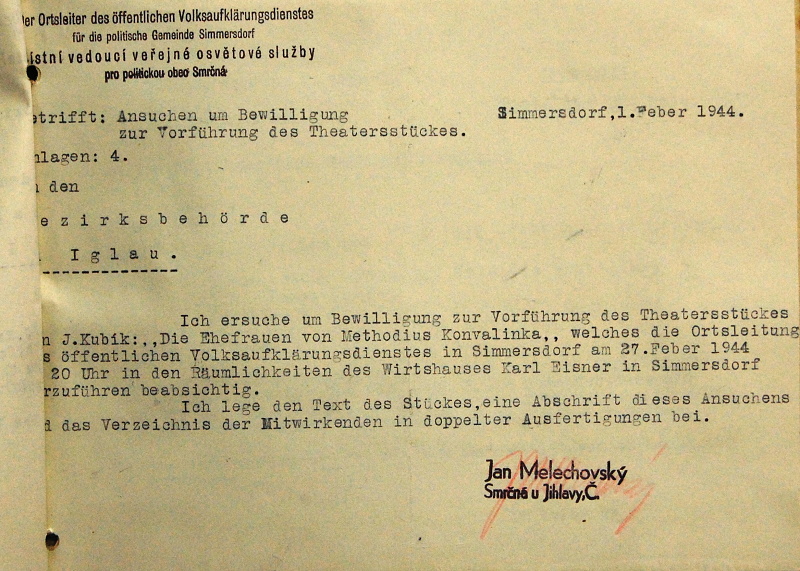 er Ortsleiter des öffentlichen Volksaufklärungsdienstes
für die politische Gemeinde Simmersdorf
ístní vedoucí veřejné osvětové služby
pro politickou obec Smrčná
etrifft: Ansuchen um Bewilligung Simmersdorf,1.Feber 1944.
zur Vorführung des Theatersstückes.
nlagen: 4.
n den
e z i r k s b e h ö r d e
I g l a u .
Ich ersuche um Bewilligung zur Vorführung des Theatersstückes
n J.Kubík:,,Die Ehefrauen von Methodius Konvalinka,, welches die Ortsleitung
s öffentlichen Volksaufklärungsdienstes in Simmersdorf am 27.Feber 1944
20 Uhr in den Räumlichkeiten des Wirtshauses Karl Eisner in Simmersdorf
rzuführen beabsichtig.
Ich lege den Text des Stückes,eine Abschrift dieses Ansuchens
d das Verzeichnis der Mitwirkenden in doppelter Ausfertigungen bei.
Jan Melechovský
Smrčná u Jihlavy,Č.